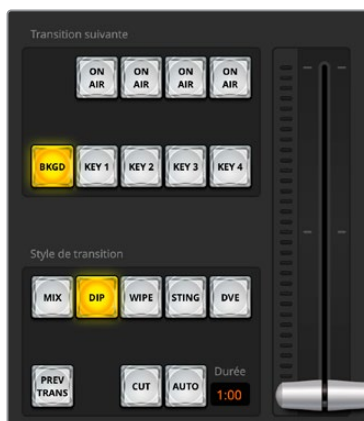 Transition suivante
ON AIR ON AIR ON AIR ON AIR
BKGD KEY 1 KEY 2 KEY 3 KEY 4
Style de transition
MIX DIP WIPE STING DVE
Durée
PREV TRANS CUT AUTO 1:00